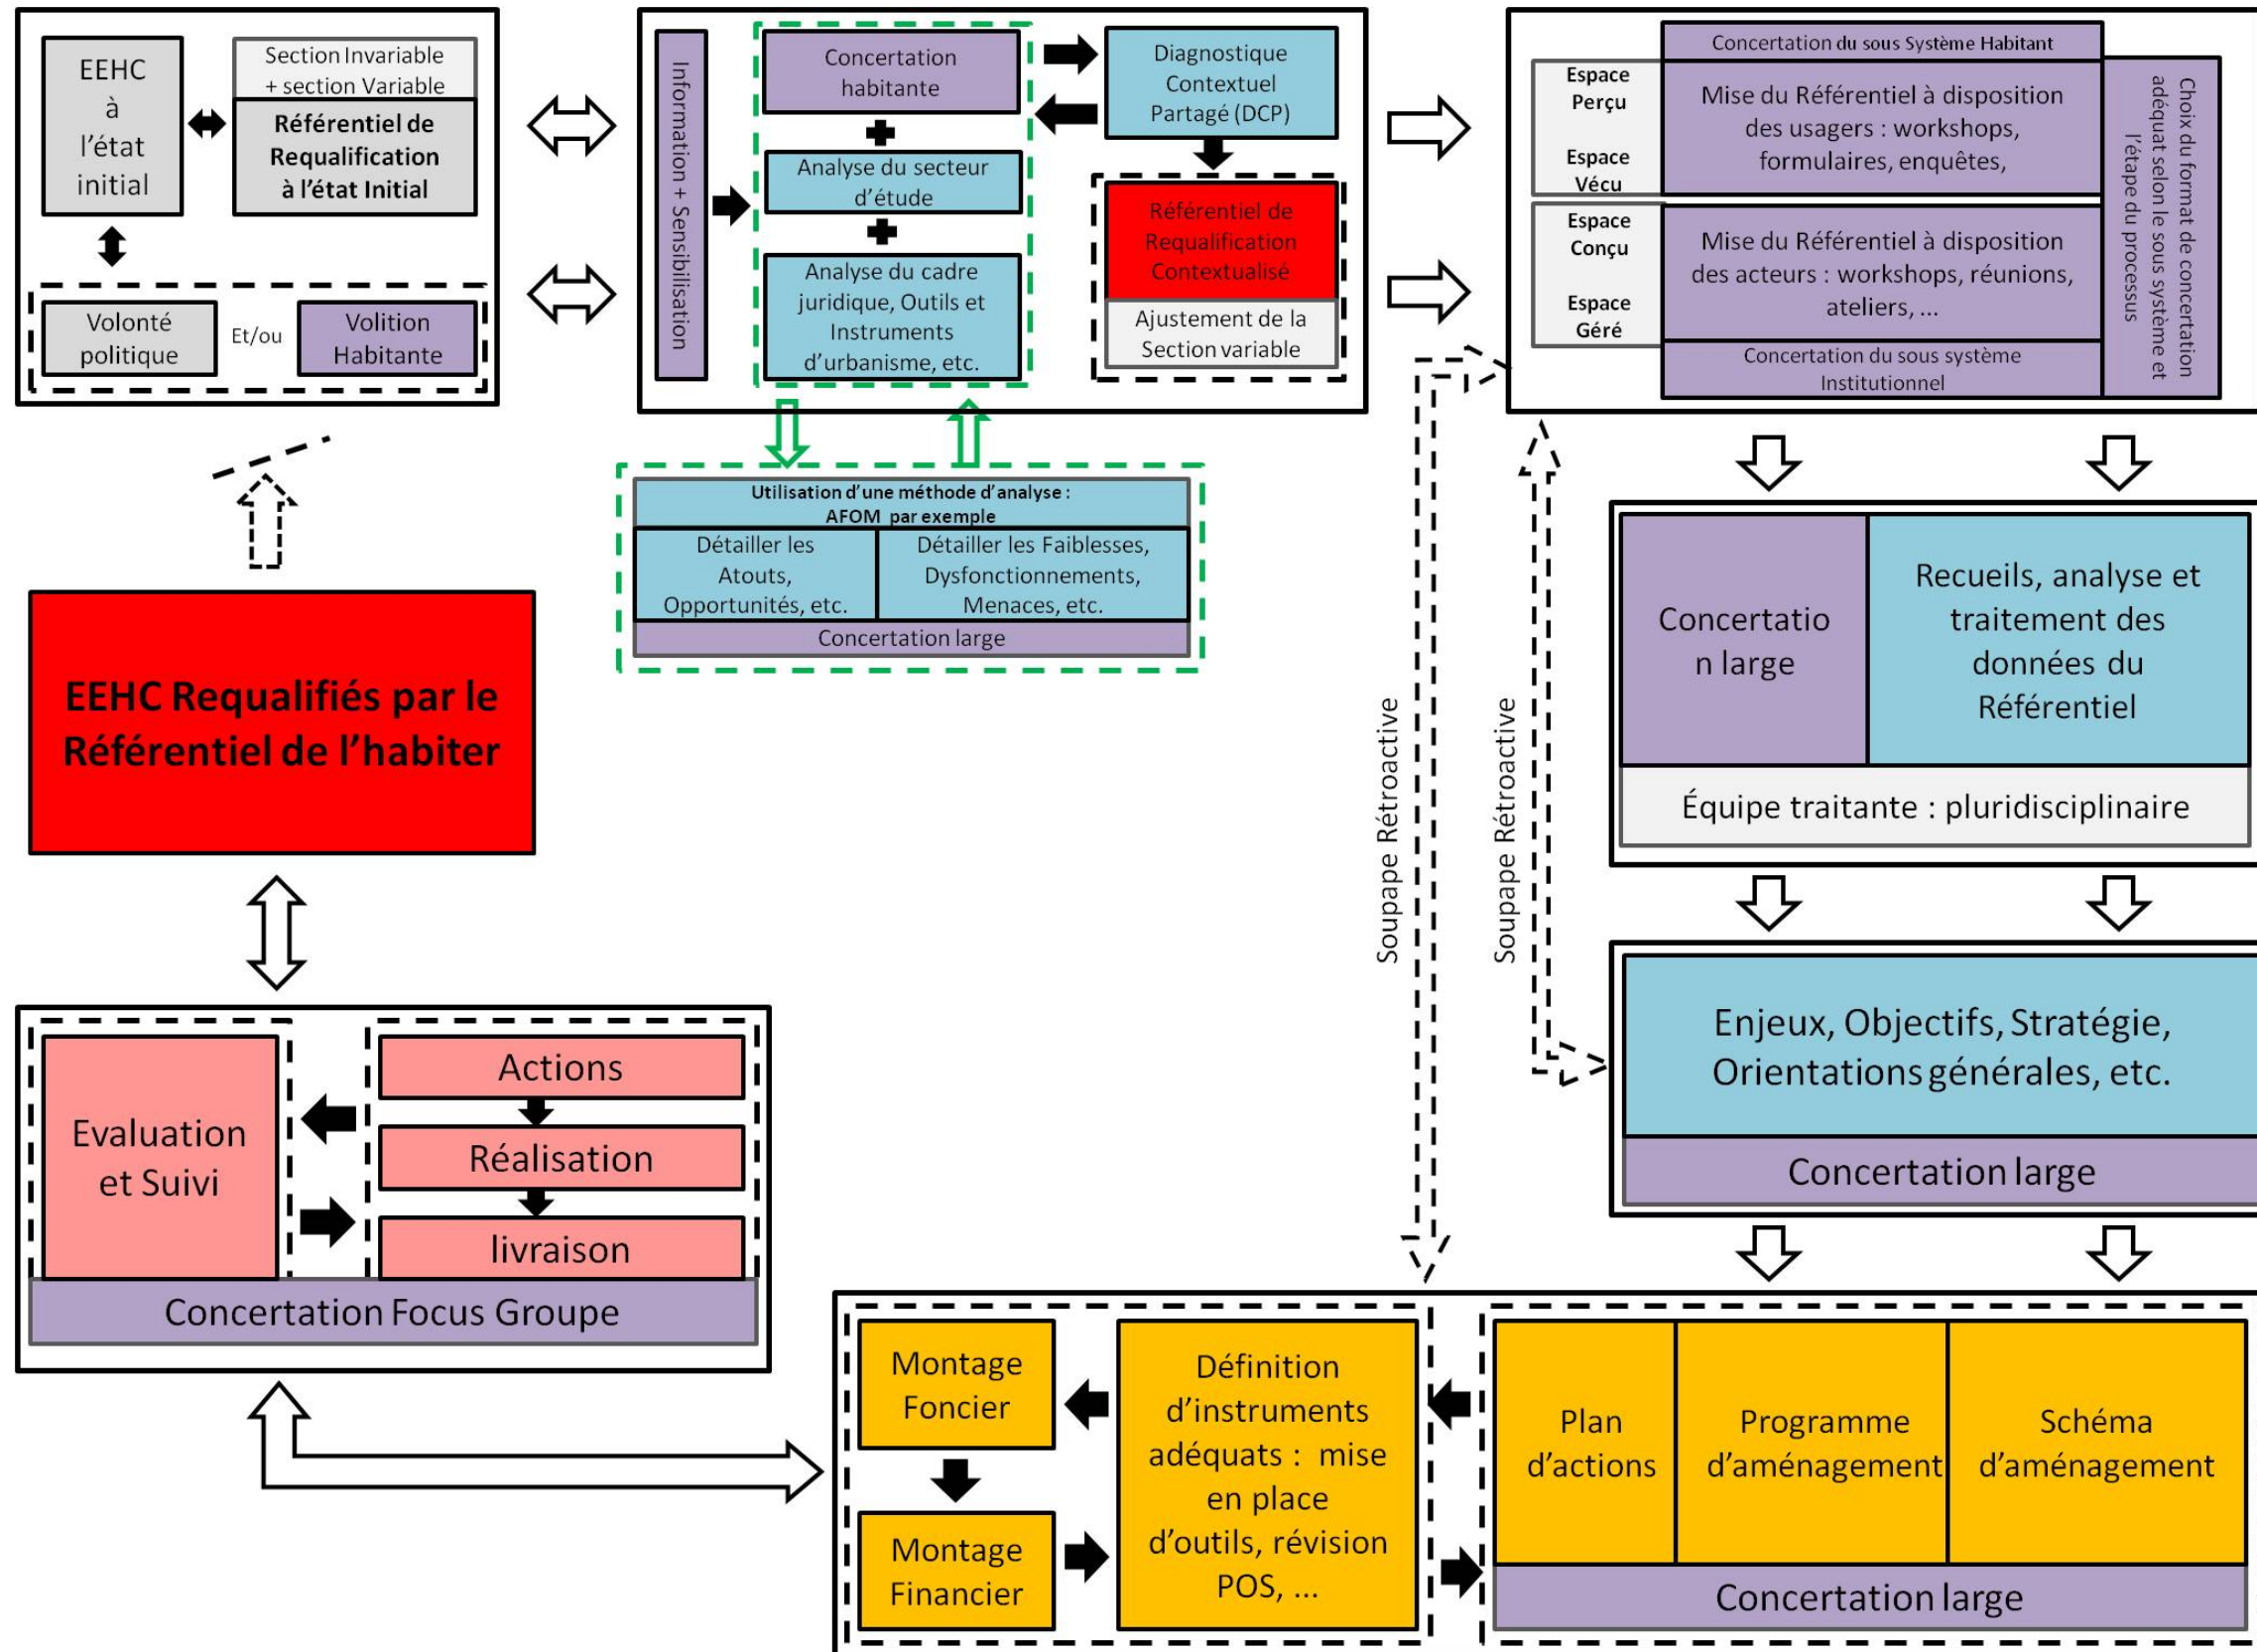 EEHC
à
l’état
initial
Section Invariable
+ section Variable
Référentiel de
Requalification
à l’état Initial
Volonté
politique
Et/ou
Volition
Habitante
Information + Sensibilisation
Concertation
habitante
Analyse du secteur
d’étude
Analyse du cadre
juridique, Outils et
Instruments
d’urbanisme, etc.
Diagnostique
Contextuel
Partagé (DCP)
Référentiel de
Requalification
Contextualisé
Ajustement de la
Section variable
Utilisation d’une méthode d’analyse :
AFOM par exemple
Détailler les
Atouts,
Opportunités, etc.
Détailler les Faiblesses,
Dysfonctionnements,
Menaces, etc.
Concertation large
Concertation du sous Système Habitant
Espace
Perçu
Espace
Vécu
Mise du Référentiel à disposition
des usagers : workshops,
formulaires, enquêtes,
Espace
Conçu
Espace
Géré
Mise du Référentiel à disposition
des acteurs : workshops, réunions,
ateliers, ...
Concertation du sous système
Institutionnel
Choix du format de concertation
adéquat selon le sous système et
l’étape du processus
Soupape Rétroactive
Soupape Rétroactive
Concertatio
n large
Recueils, analyse et
traitement des
données du
Référentiel
Équipe traitante : pluridisciplinaire
Enjeux, Objectifs, Stratégie,
Orientations générales, etc.
Concertation large
Plan
d’actions
Programme
d’aménagement
Schéma
d’aménagement
Concertation large
Définition
d’instruments
adéquats : mise
en place
d’outils, révision
POS, ...
Montage
Foncier
Montage
Financier
Evaluation
et Suivi
Actions
Réalisation
livraison
Concertation Focus Groupe
EEHC Requalifiés par le
Référentiel de l’habiter